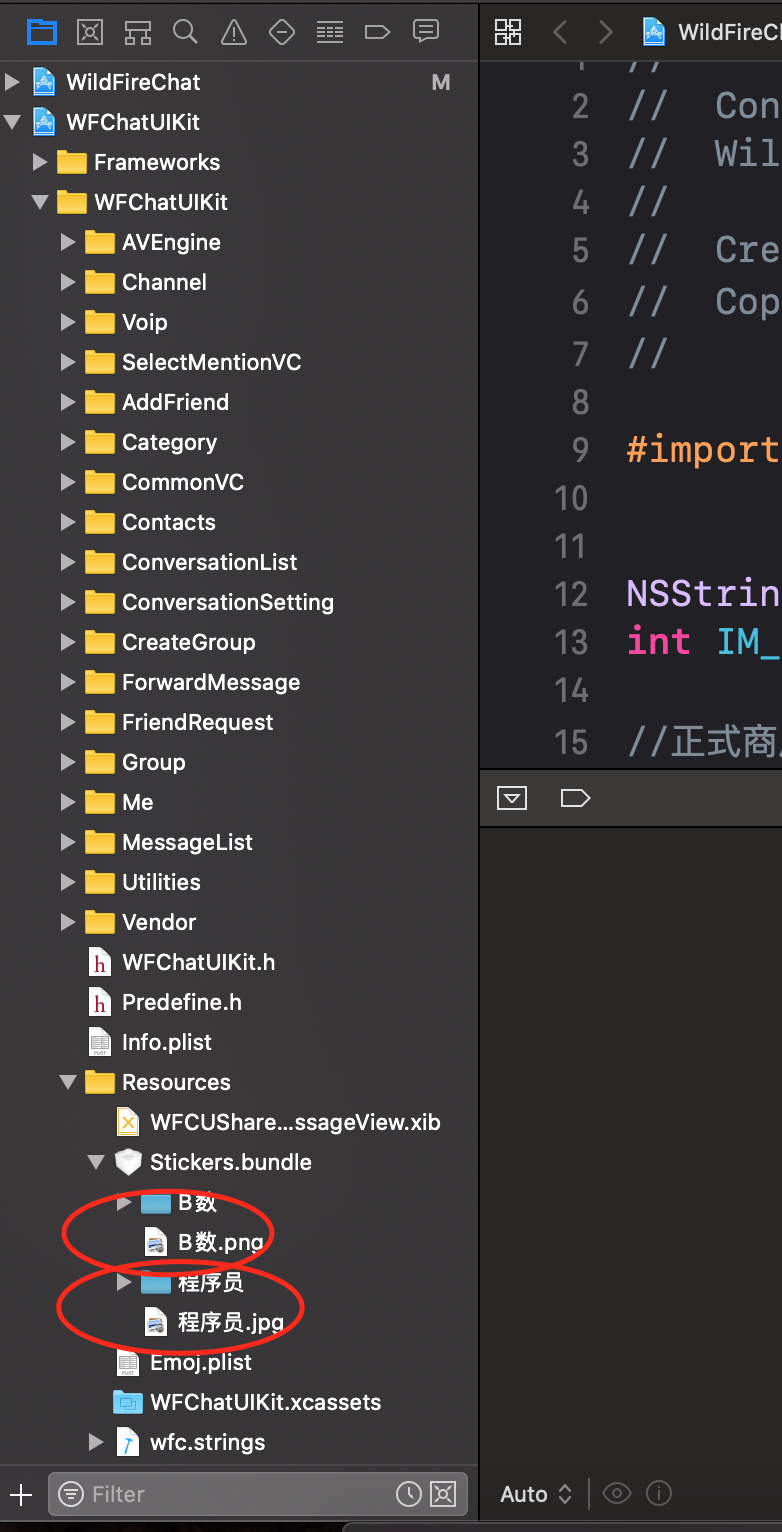 WildFireChat M
WFChatUIKit
Frameworks
WFChatUIKit
AVEngine
Channel
Voip
SelectMentionVC
AddFriend
Category
CommonVC
Contacts
ConversationList
ConversationSetting
CreateGroup
ForwardMessage
FriendRequest
Group
Me
MessageList
Utilities
Vendor
WFChatUIKit.h
Predefine.h
Info.plist
Resources
WFCUShare...ssageView.xib
Stickers.bundle
B数
B数.png
程序员
程序员.jpg
Emoj.plist
WFChatUIKit.xcassets
wfc.strings
Filter
WildFireCh
1 //
2 // Con
3 // Wil
4 //
5 // Cre
6 // Cop
7 //
8
9 #import
10
11
12 NSStrin
13 int IM_
14
15 //正式商
Auto